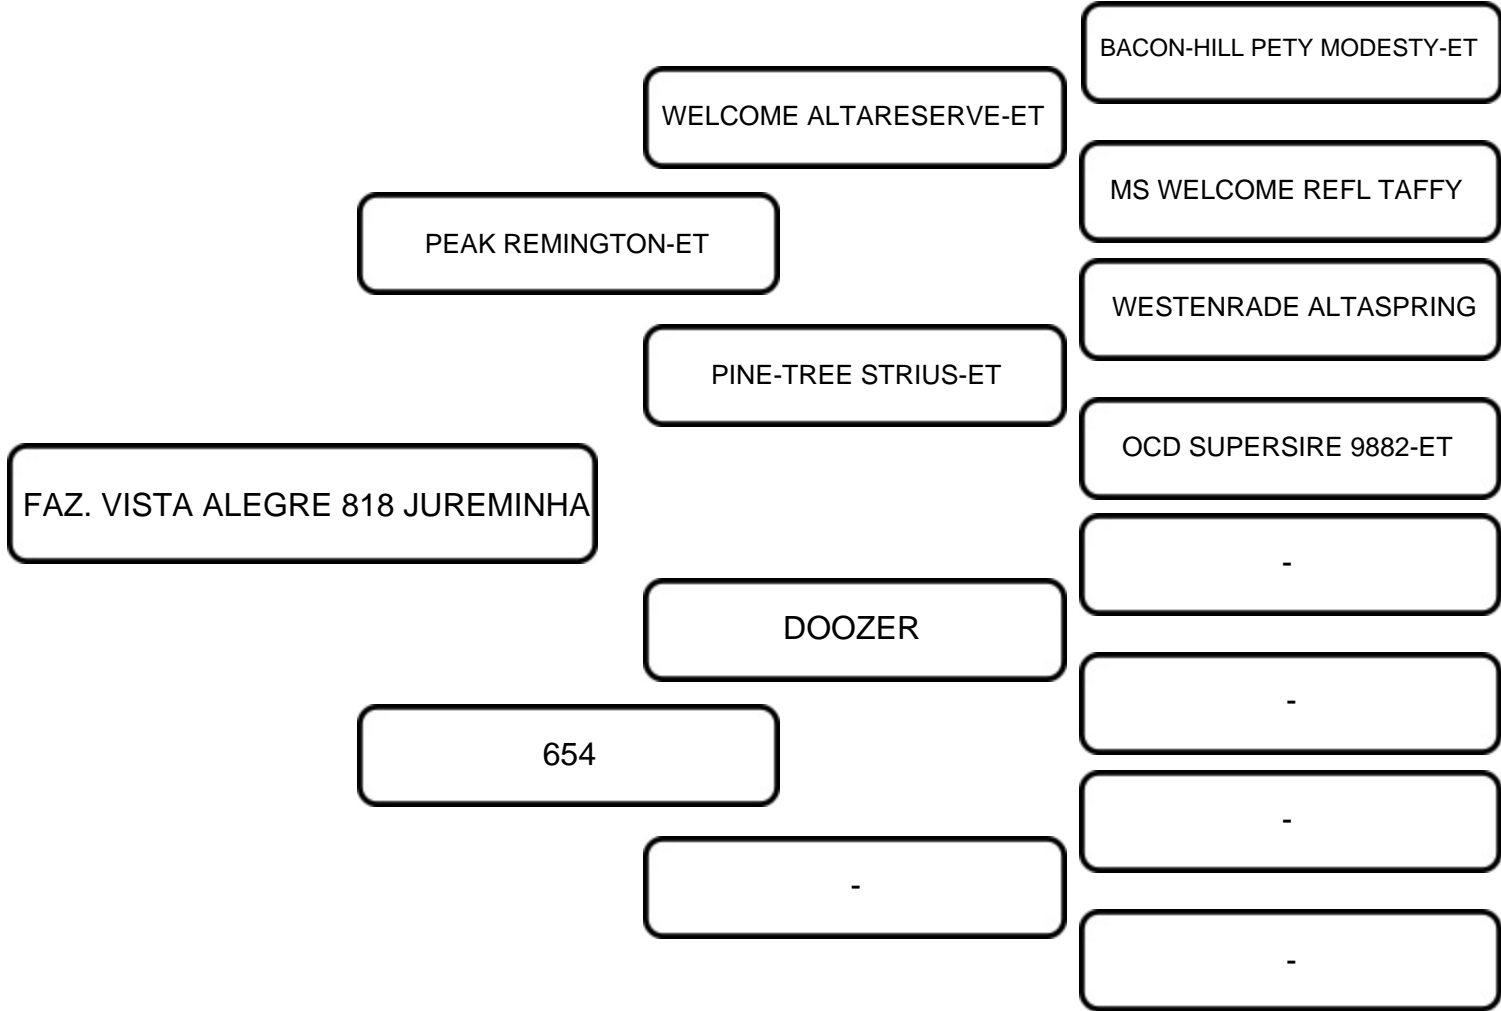 BACON-HILL PETY MODESTY-ET
WELCOME ALTARESERVE-ET
MS WELCOME REFL TAFFY
PEAK REMINGTON-ET
WESTENRADE ALTASPRING
PINE-TREE STRIUS-ET
OCD SUPERSIRE 9882-ET
FAZ. VISTA ALEGRE 818 JUREMINHA
-
DOOZER
-
654
-
-
-